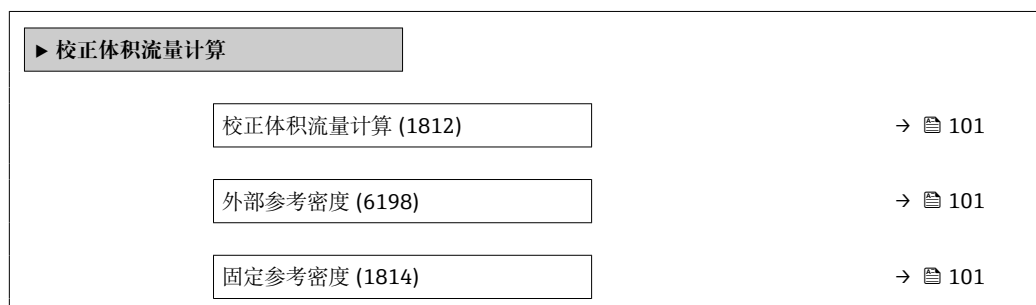 ▶ 校正体积流量计算
校正体积流量计算 (1812) → 101
外部参考密度 (6198) → 101
固定参考密度 (1814) → 101